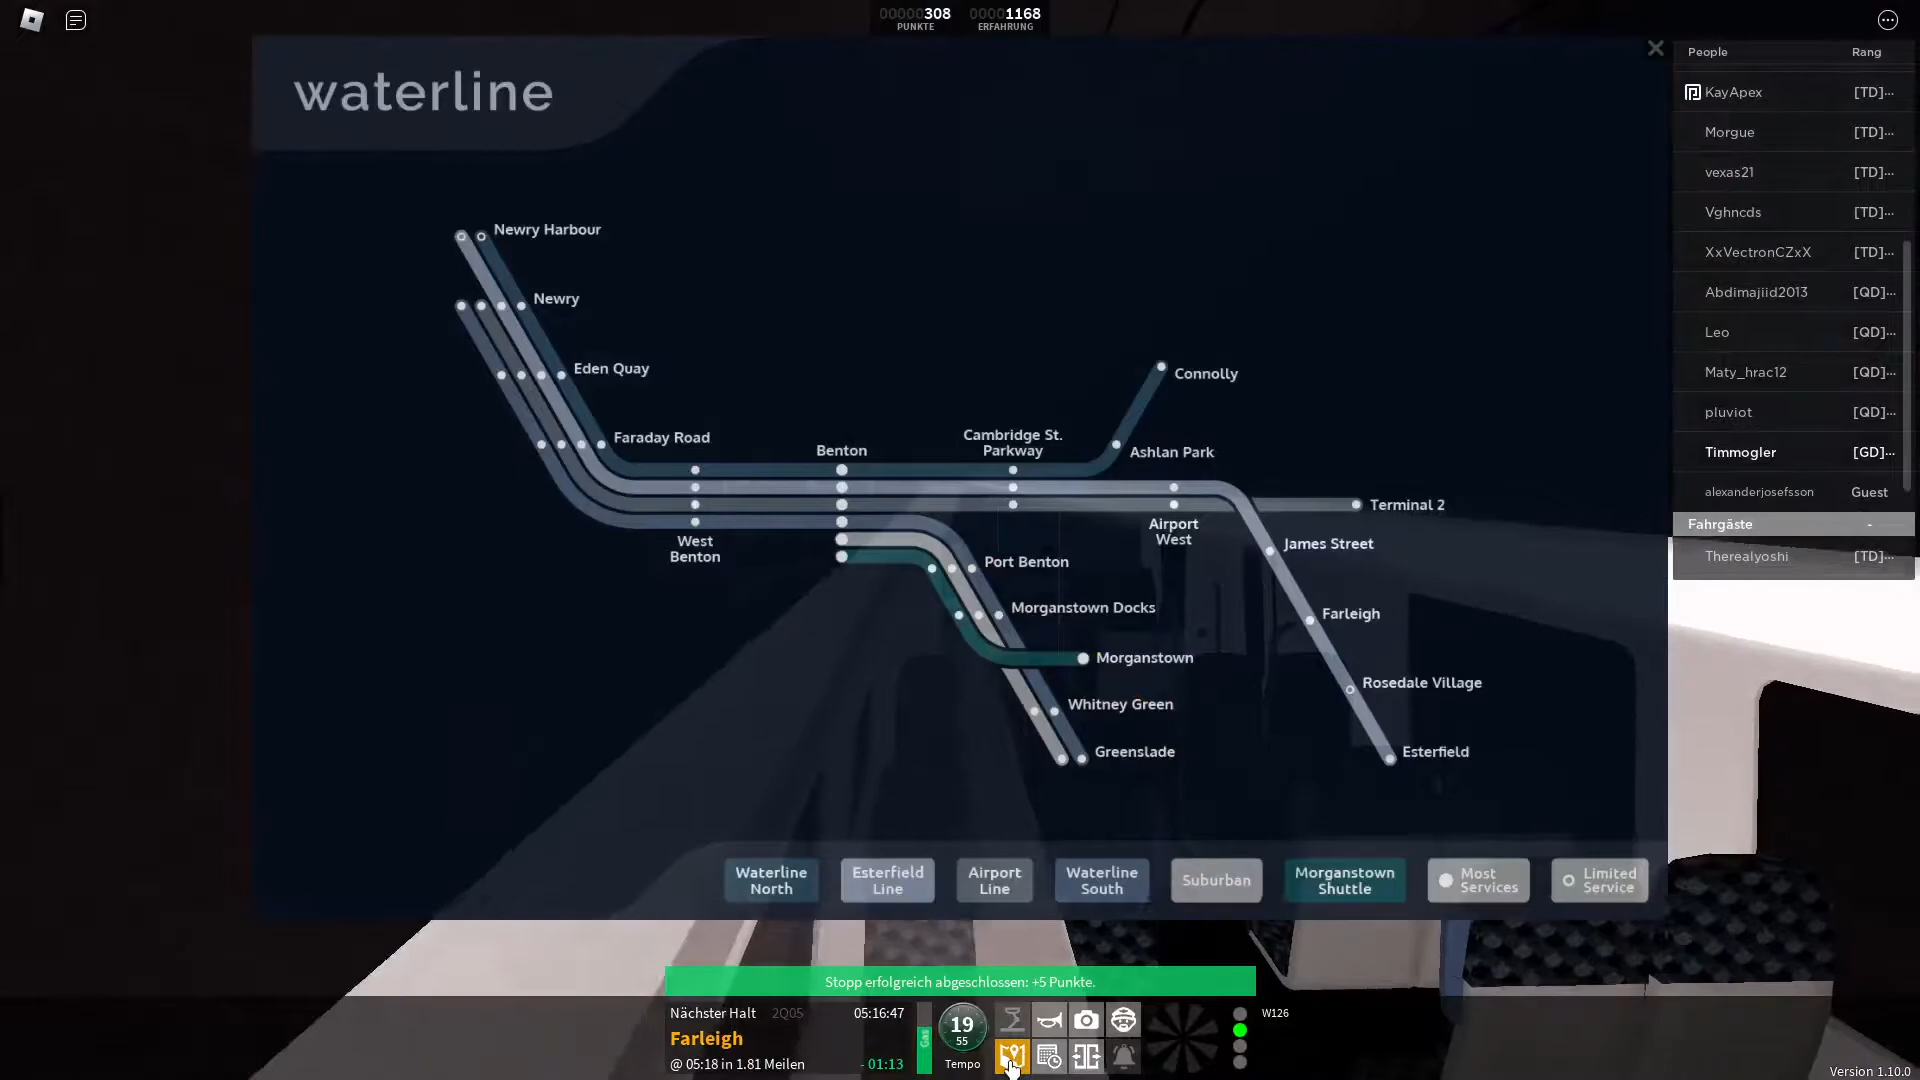 00000308
PUNKTE
00001168
ERFAHRUNG
waterline
People Rang
KayApex [TD]...
Morgue [TD]...
vexas21 [TD]...
Vghncds [TD]...
XxVectronCZxX [TD]...
Abdimajiid2013 [QD]...
Leo [QD]...
Maty_hrac12 [QD]...
pluviot [QD]...
Timmogler [GD]...
alexanderjosefsson Guest
Fahrgäste -
Therealyoshi [TD]...
Newry Harbour
Newry
Eden Quay
Faraday Road
West
Benton
Benton
Cambridge St.
Parkway
Connolly
Ashlan Park
Airport
West
Terminal 2
James Street
Farleigh
Rosedale Village
Esterfield
Port Benton
Morganstown Docks
Morganstown
Whitney Green
Greenslade
Waterline
North
Esterfield
Line
Airport
Line
Waterline
South
Suburban
Morganstown
Shuttle
Most
Services
Limited
Service
Stopp erfolgreich abgeschlossen: +5 Punkte.
Nächster Halt 2Q05 05:16:47
Farleigh
@ 05:18 in 1.81 Meilen - 01:13
Gas
19
55
Tempo
W126
Version 1.10.0